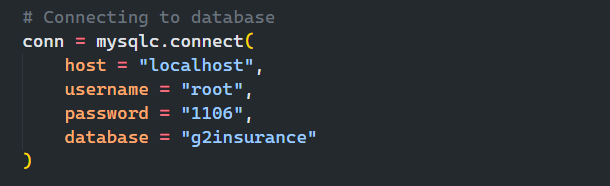 # Connecting to database
conn = mysqlc.connect(
    host = "localhost",
    username = "root",
    password = "1106",
    database = "g2insurance"
)